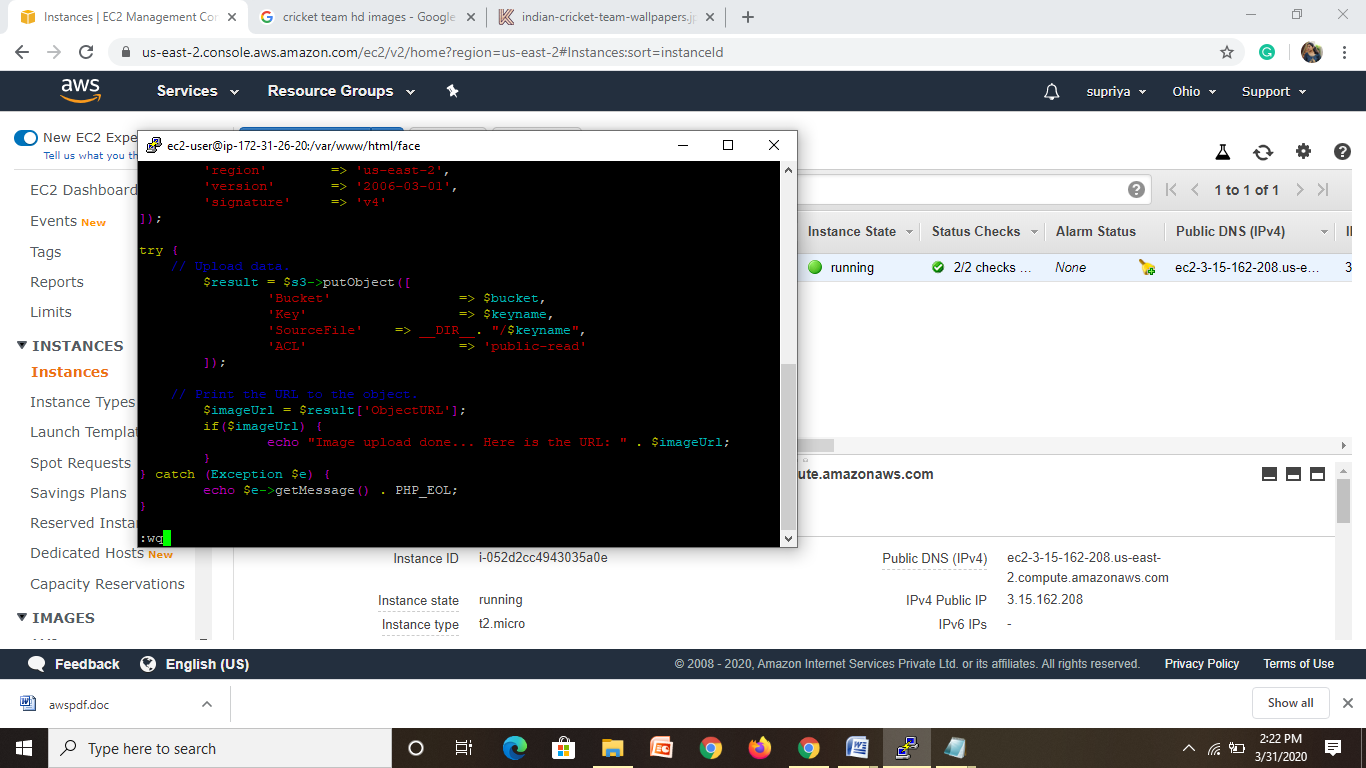 Instances | EC2 Management Con
cricket team hd images - Google
indian-cricket-team-wallpapers.j
us-east-2.console.aws.amazon.com/ec2/v2/home?region=us-east-2#Instances:sort=instanceId
aws
Services
Resource Groups
supriya
Ohio
Support
New EC2 Expe
Tell us what you th
EC2 Dashboard
Events New
Tags
Reports
Limits
INSTANCES
Instances
Instance Types
Launch Templat
Spot Requests
Savings Plans
Reserved Instan
Dedicated Hosts New
Capacity Reservations
IMAGES
ec2-user@ip-172-31-26-20:/var/www/html/face
'region' => 'us-east-2',
'version' => '2006-03-01',
'signature' => 'v4'
]);
try {
// Upload data.
$result = $s3->putObject([
'Bucket' => $bucket,
'Key' => $keyname,
'SourceFile' => __DIR__. "/$keyname",
'ACL' => 'public-read'
]);
// Print the URL to the object.
$imageUrl = $result['ObjectURL'];
if($imageUrl) {
echo "Image upload done... Here is the URL: " . $imageUrl;
}
} catch (Exception $e) {
echo $e->getMessage() . PHP_EOL;
}
:wq
1 to 1 of 1
Instance State
Status Checks
Alarm Status
Public DNS (IPv4)
running
2/2 checks ...
None
ec2-3-15-162-208.us-e...
3
ute.amazonaws.com
Instance ID
i-052d2cc4943035a0e
Public DNS (IPv4)
ec2-3-15-162-208.us-east-
2.compute.amazonaws.com
Instance state
running
IPv4 Public IP
3.15.162.208
Instance type
t2.micro
IPv6 IPs
-
Feedback
English (US)
© 2008 - 2020, Amazon Internet Services Private Ltd. or its affiliates. All rights reserved.
Privacy Policy
Terms of Use
awspdf.doc
Show all
Type here to search
2:22 PM
3/31/2020